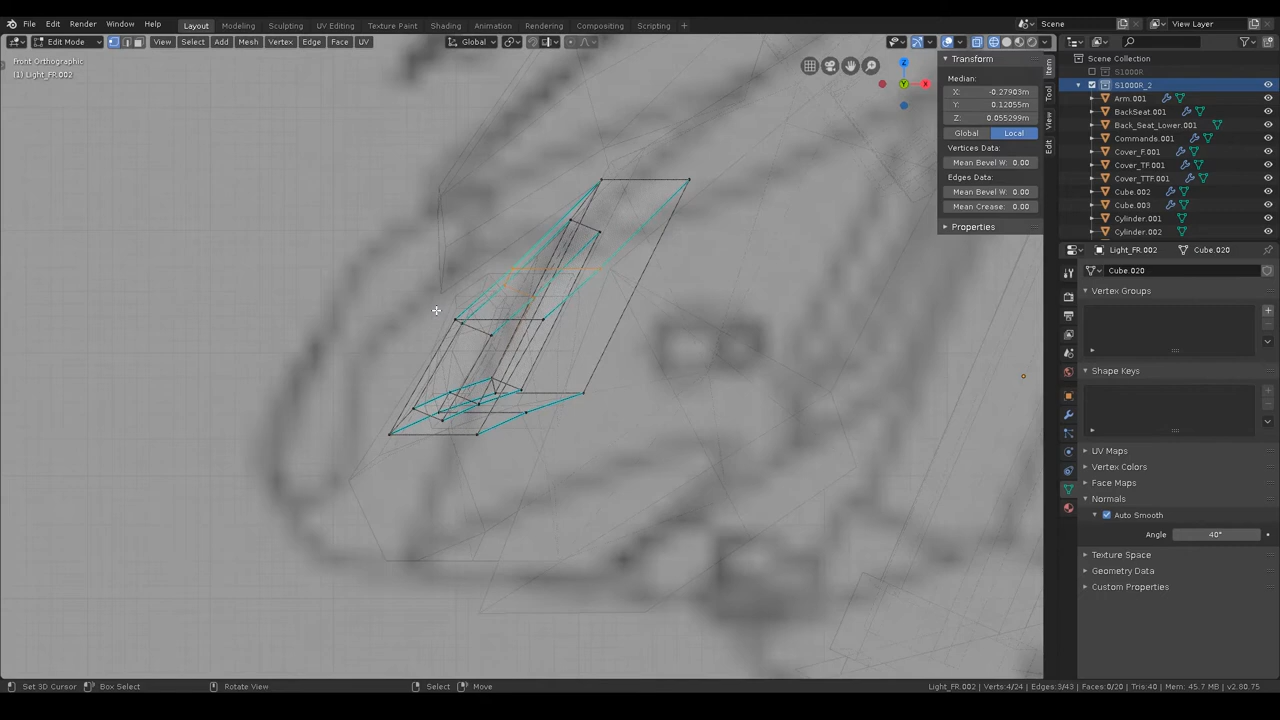 File Edit Render Window Help Layout Modeling Sculpting UV Editing Texture Paint Shading Animation Rendering Compositing Scripting + Scene View Layer
Edit Mode View Select Add Mesh Vertex Edge Face UV Global
Front Orthographic
(1) Light_FR.002
Z
X
Y
Transform
Median:
X: -0.27903m
Y: 0.12055m
Z: 0.055299m
Global Local
Vertices Data:
Mean Bevel W: 0.00
Edges Data:
Mean Bevel W: 0.00
Mean Crease: 0.00
Properties
Item
Tool
View
Edit
Scene Collection
S1000R
S1000R_2
Arm.001
BackSeat.001
Back_Seat_Lower.001
Commands.001
Cover_F.001
Cover_TF.001
Cover_TTF.001
Cube.002
Cube.003
Cylinder.001
Cylinder.002
Light_FR.002 Cube.020
Cube.020
Vertex Groups
Shape Keys
UV Maps
Vertex Colors
Face Maps
Normals
Auto Smooth
Angle 40°
Texture Space
Geometry Data
Custom Properties
Set 3D Cursor Box Select Rotate View Select Move Light_FR.002 | Verts:4/24 | Edges:3/43 | Faces:0/20 | Tris:40 | Mem: 45.7 MB | v2.80.75